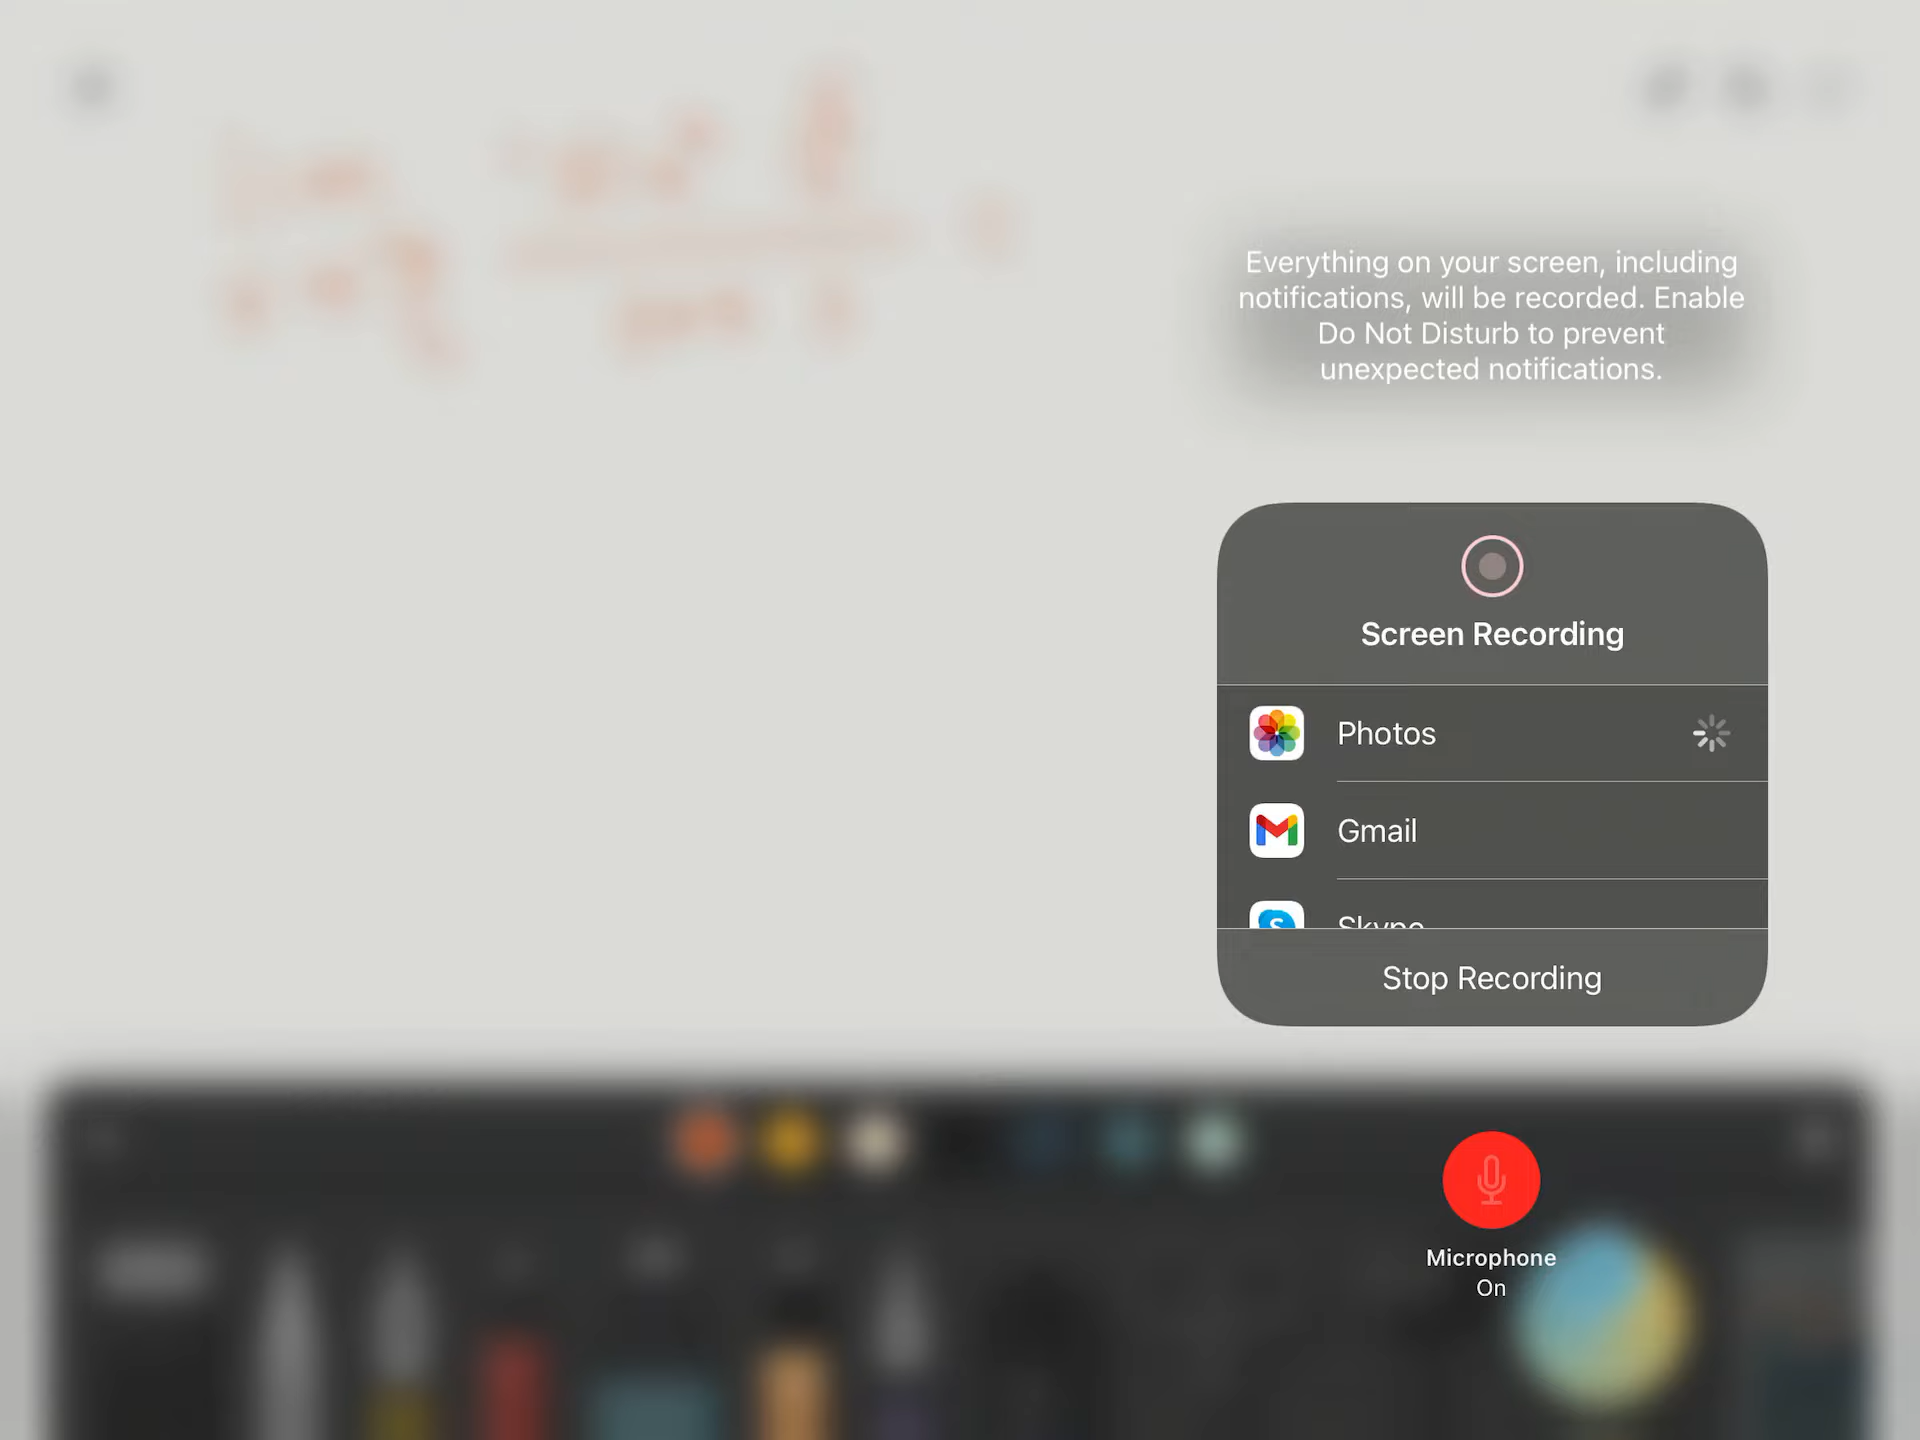 Everything on your screen, including
notifications, will be recorded. Enable
Do Not Disturb to prevent
unexpected notifications.
Screen Recording
Photos
Gmail
Skype
Stop Recording
Microphone
On